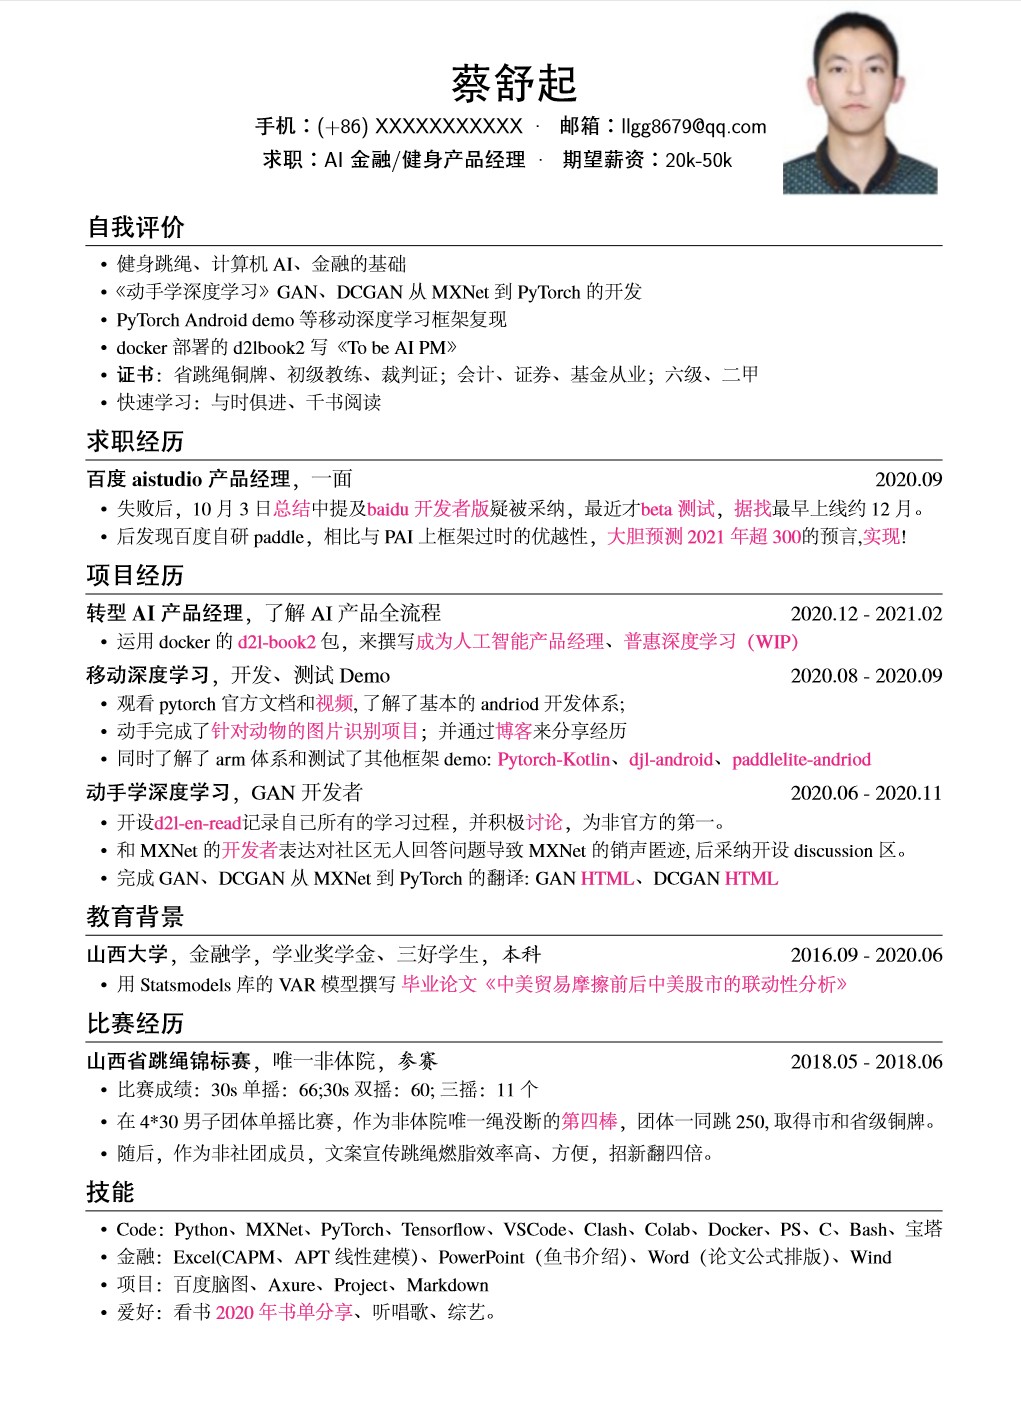 蔡舒起
手机：(+86) XXXXXXXXXXX · 邮箱：llgg8679@qq.com
求职：AI 金融/健身产品经理 · 期望薪资：20k-50k
自我评价
• 健身跳绳、计算机 AI、金融的基础
• 《动手学深度学习》GAN、DCGAN 从 MXNet 到 PyTorch 的开发
• PyTorch Android demo 等移动深度学习框架复现
• docker 部署的 d2lbook2 写《To be AI PM》
• 证书：省跳绳铜牌、初级教练、裁判证；会计、证券、基金从业；六级、二甲
• 快速学习：与时俱进、千书阅读
求职经历
百度 aistudio 产品经理，一面 2020.09
• 失败后，10 月 3 日总结中提及baidu 开发者版疑被采纳，最近才beta 测试，据找最早上线约 12 月。
• 后发现百度自研 paddle，相比与 PAI 上框架过时的优越性，大胆预测 2021 年超 300的预言,实现!
项目经历
转型 AI 产品经理，了解 AI 产品全流程 2020.12 - 2021.02
• 运用 docker 的 d2l-book2 包，来撰写成为人工智能产品经理、普惠深度学习（WIP）
移动深度学习，开发、测试 Demo 2020.08 - 2020.09
• 观看 pytorch 官方文档和视频, 了解了基本的 andriod 开发体系;
• 动手完成了针对动物的图片识别项目；并通过博客来分享经历
• 同时了解了 arm 体系和测试了其他框架 demo: Pytorch-Kotlin、djl-android、paddlelite-andriod
动手学深度学习，GAN 开发者 2020.06 - 2020.11
• 开设d2l-en-read记录自己所有的学习过程，并积极讨论，为非官方的第一。
• 和 MXNet 的开发者表达对社区无人回答问题导致 MXNet 的销声匿迹, 后采纳开设 discussion 区。
• 完成 GAN、DCGAN 从 MXNet 到 PyTorch 的翻译: GAN HTML、DCGAN HTML
教育背景
山西大学，金融学，学业奖学金、三好学生，本科 2016.09 - 2020.06
• 用 Statsmodels 库的 VAR 模型撰写 毕业论文《中美贸易摩擦前后中美股市的联动性分析》
比赛经历
山西省跳绳锦标赛，唯一非体院，参赛 2018.05 - 2018.06
• 比赛成绩：30s 单摇：66;30s 双摇：60; 三摇：11 个
• 在 4*30 男子团体单摇比赛，作为非体院唯一绳没断的第四棒，团体一同跳 250, 取得市和省级铜牌。
• 随后，作为非社团成员，文案宣传跳绳燃脂效率高、方便，招新翻四倍。
技能
• Code：Python、MXNet、PyTorch、Tensorflow、VSCode、Clash、Colab、Docker、PS、C、Bash、宝塔
• 金融：Excel(CAPM、APT 线性建模)、PowerPoint（鱼书介绍）、Word（论文公式排版）、Wind
• 项目：百度脑图、Axure、Project、Markdown
• 爱好：看书 2020 年书单分享、听唱歌、综艺。